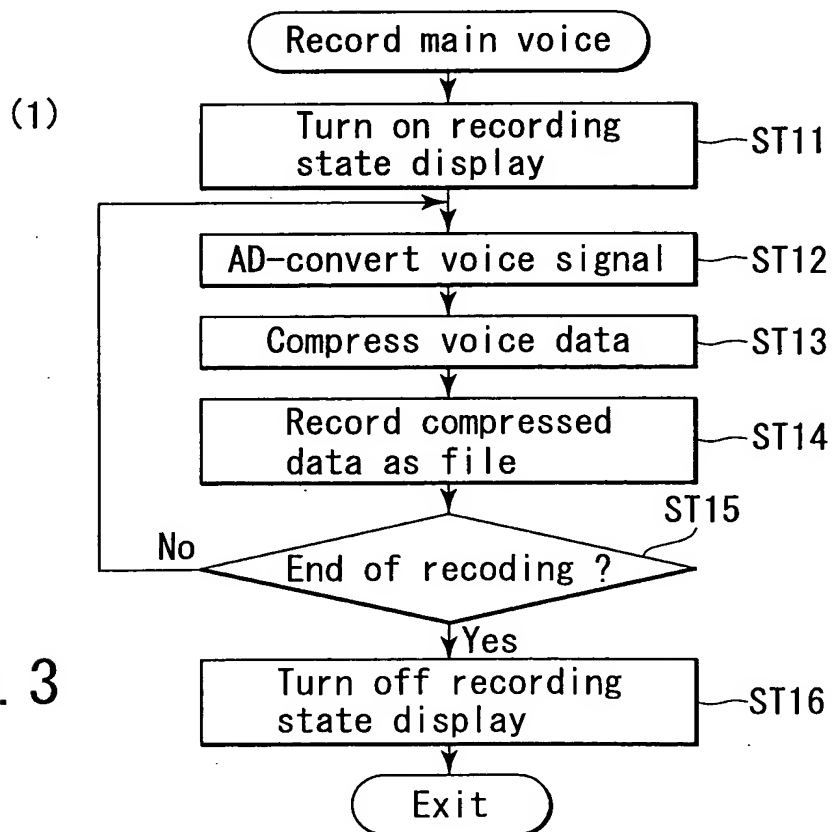 Record main voice
(1)
Turn on recording
state display
ST11
AD-convert voice signal
ST12
Compress voice data
ST13
Record compressed
data as file
ST14
ST15
No
End of recoding ?
Yes
. 3
Turn off recording
state display
ST16
Exit